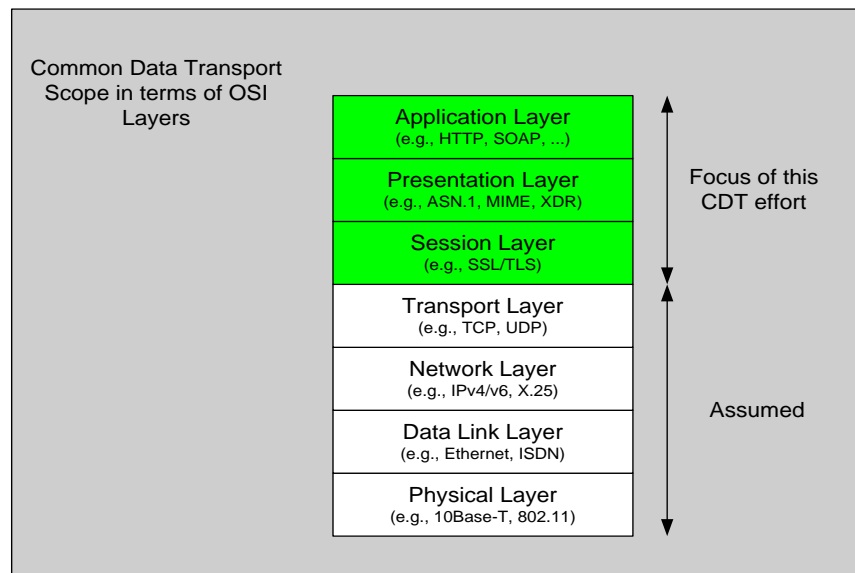 Common Data Transport
Scope in terms of OSI
Layers
Application Layer
(e.g., HTTP, SOAP, ...)
Presentation Layer
(e.g., ASN.1, MIME, XDR)
Session Layer
(e.g., SSL/TLS)
Focus of this
CDT effort
Transport Layer
(e.g., TCP, UDP)
Network Layer
(e.g., IPv4/v6, X.25)
Data Link Layer
(e.g., Ethernet, ISDN)
Physical Layer
(e.g., 10Base-T, 802.11)
Assumed